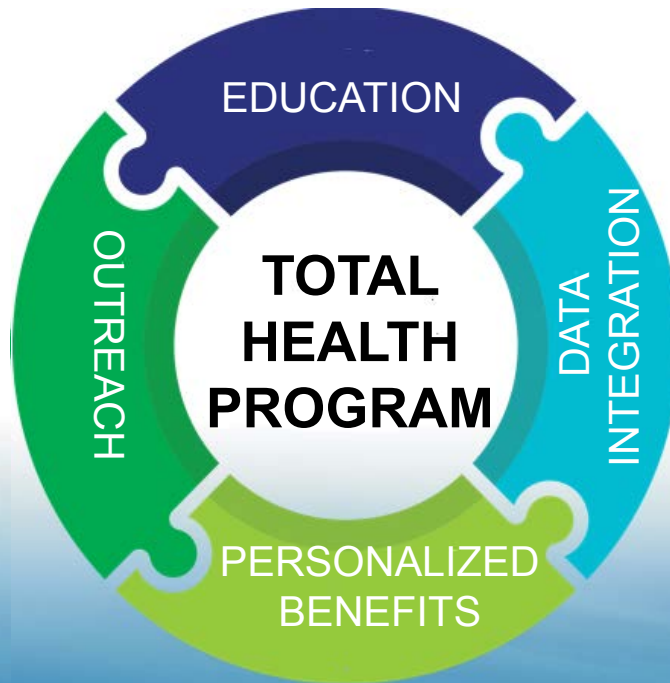 EDUCATION
OUTREACH
TOTAL
HEALTH
PROGRAM
DATA
INTEGRATION
PERSONALIZED
BENEFITS